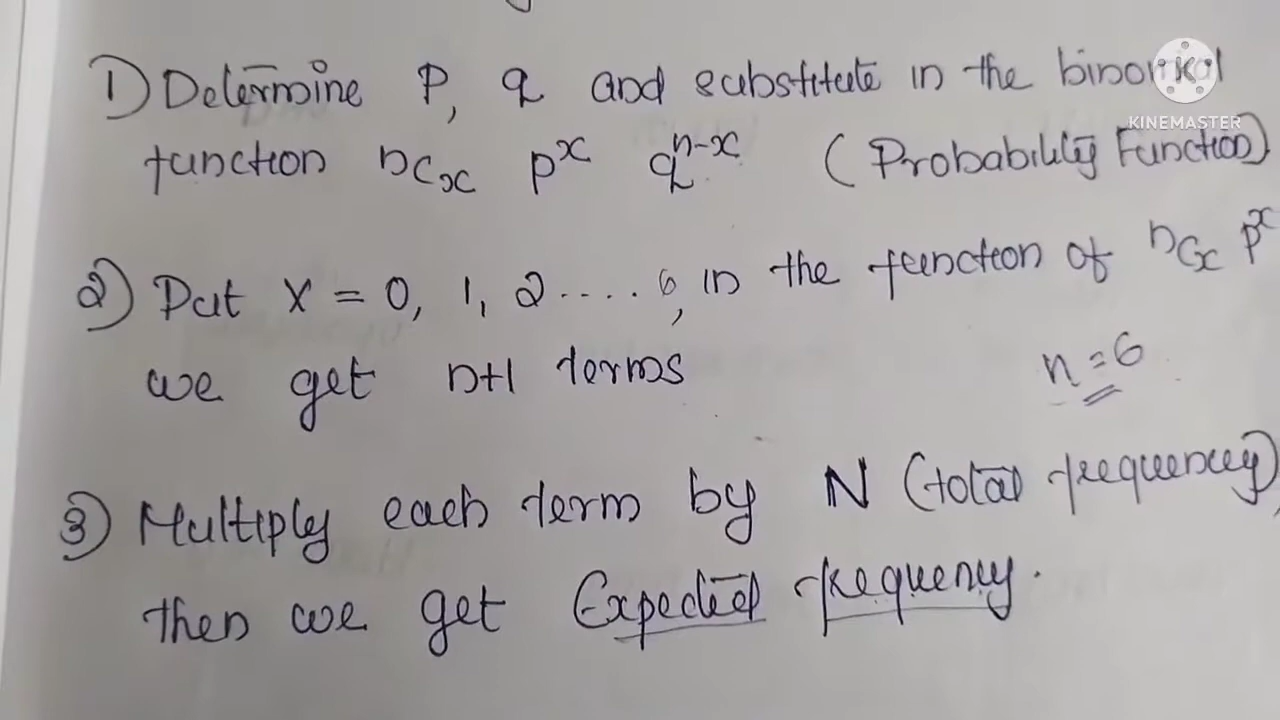 1) Determine P, q and substitute in the binomial
KINEMASTER
function nCx p^x q^n-x (Probability Function)
2) Put X = 0, 1, 2 .... 6, in the function of nCx p^x
we get n+1 terms
n = 6
3) Multiply each term by N (total frequency)
then we get Expected frequency.